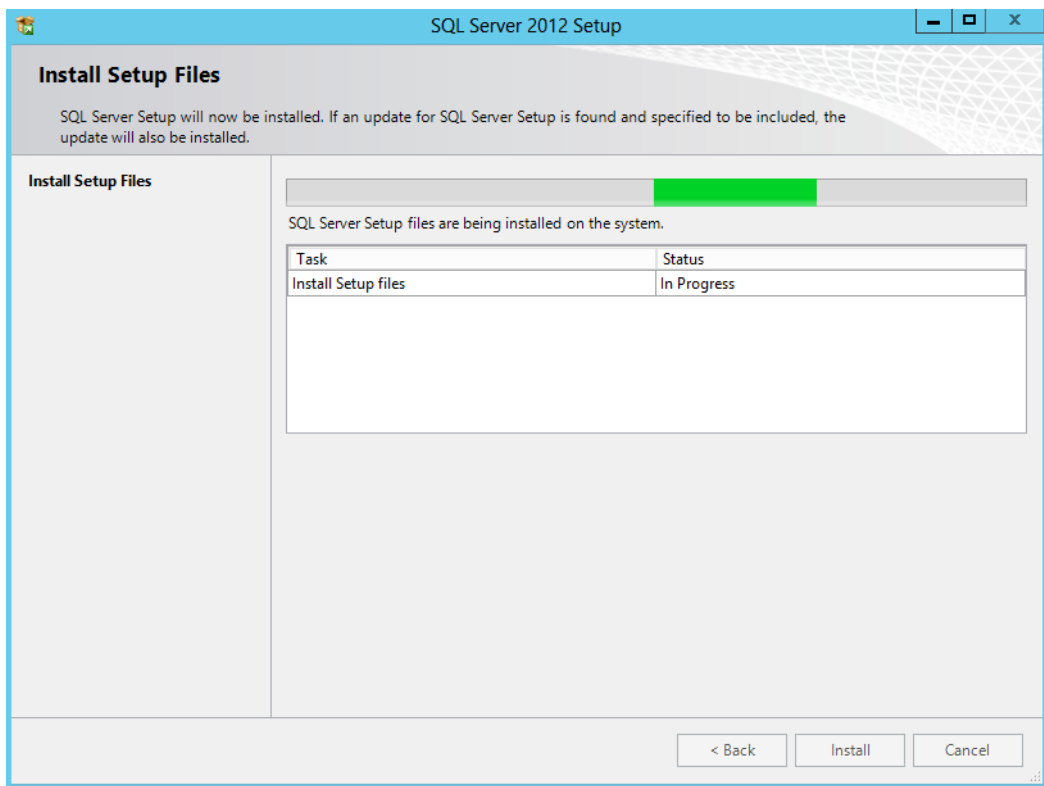 SQL Server 2012 Setup
Install Setup Files
SQL Server Setup will now be installed. If an update for SQL Server Setup is found and specified to be included, the
update will also be installed.
Install Setup Files
SQL Server Setup files are being installed on the system.
Task Status
Install Setup files In Progress
< Back Install Cancel